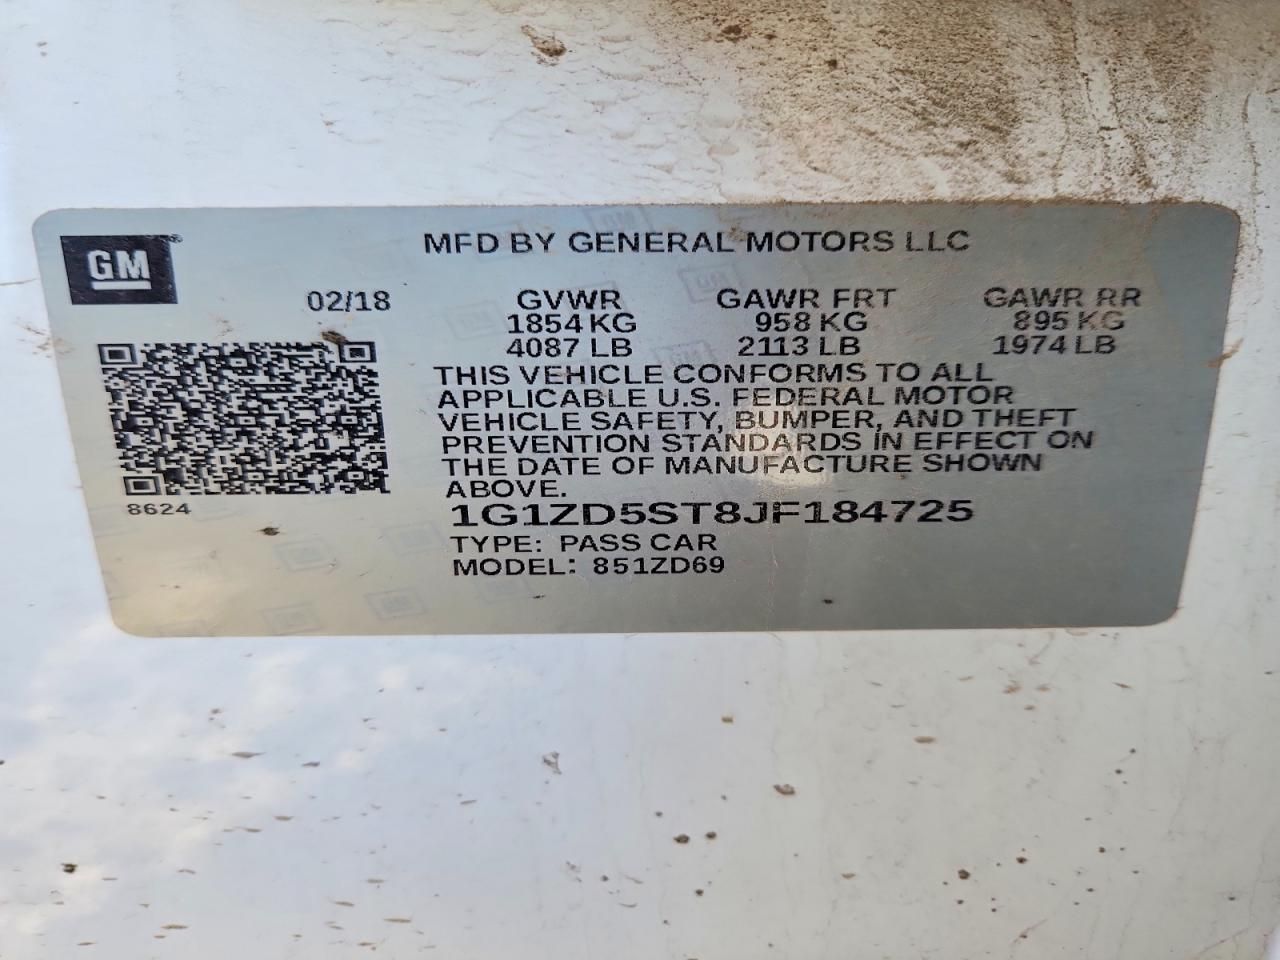 GM
MFD BY GENERAL MOTORS LLC
02/18
GVWR GAWR FRT GAWR RR
1854 KG 958 KG 895 KG
4087 LB 2113 LB 1974 LB
THIS VEHICLE CONFORMS TO ALL
APPLICABLE U.S. FEDERAL MOTOR
VEHICLE SAFETY, BUMPER, AND THEFT
PREVENTION STANDARDS IN EFFECT ON
THE DATE OF MANUFACTURE SHOWN
ABOVE.
8624
1G1ZD5ST8JF184725
TYPE: PASS CAR
MODEL: 851ZD69